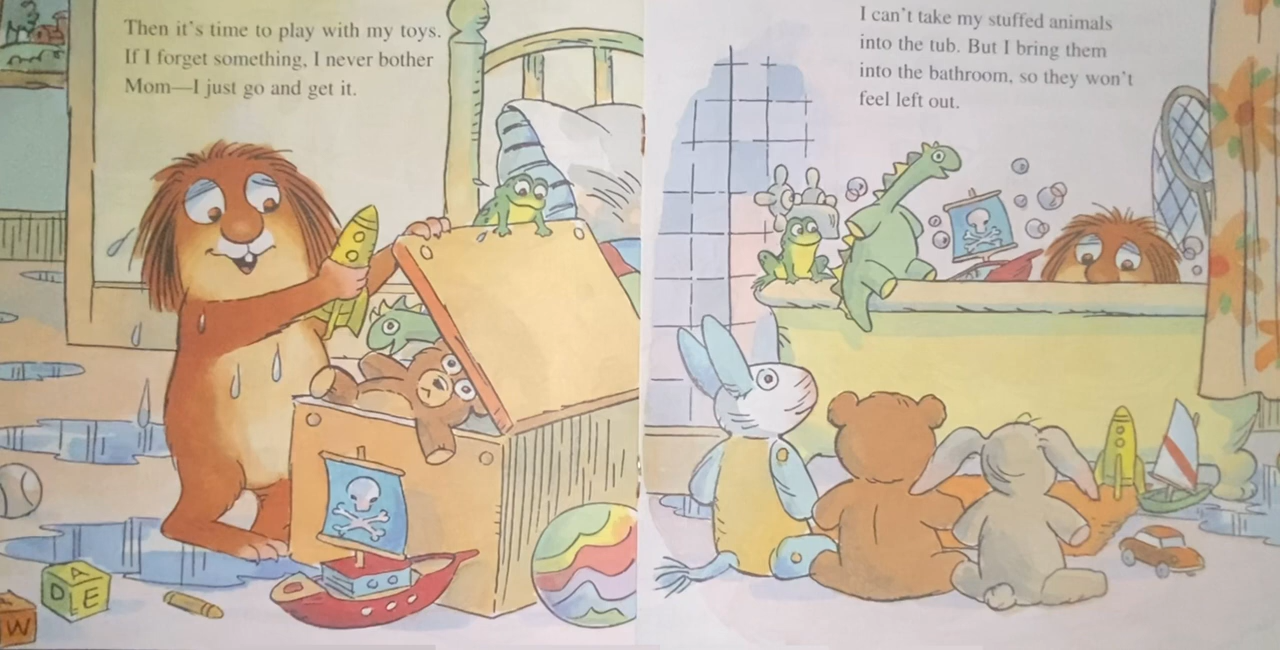 Then it's time to play with my toys.
If I forget something, I never bother
Mom—I just go and get it.
I can't take my stuffed animals
into the tub. But I bring them
into the bathroom, so they won't
feel left out.
A
D E
W